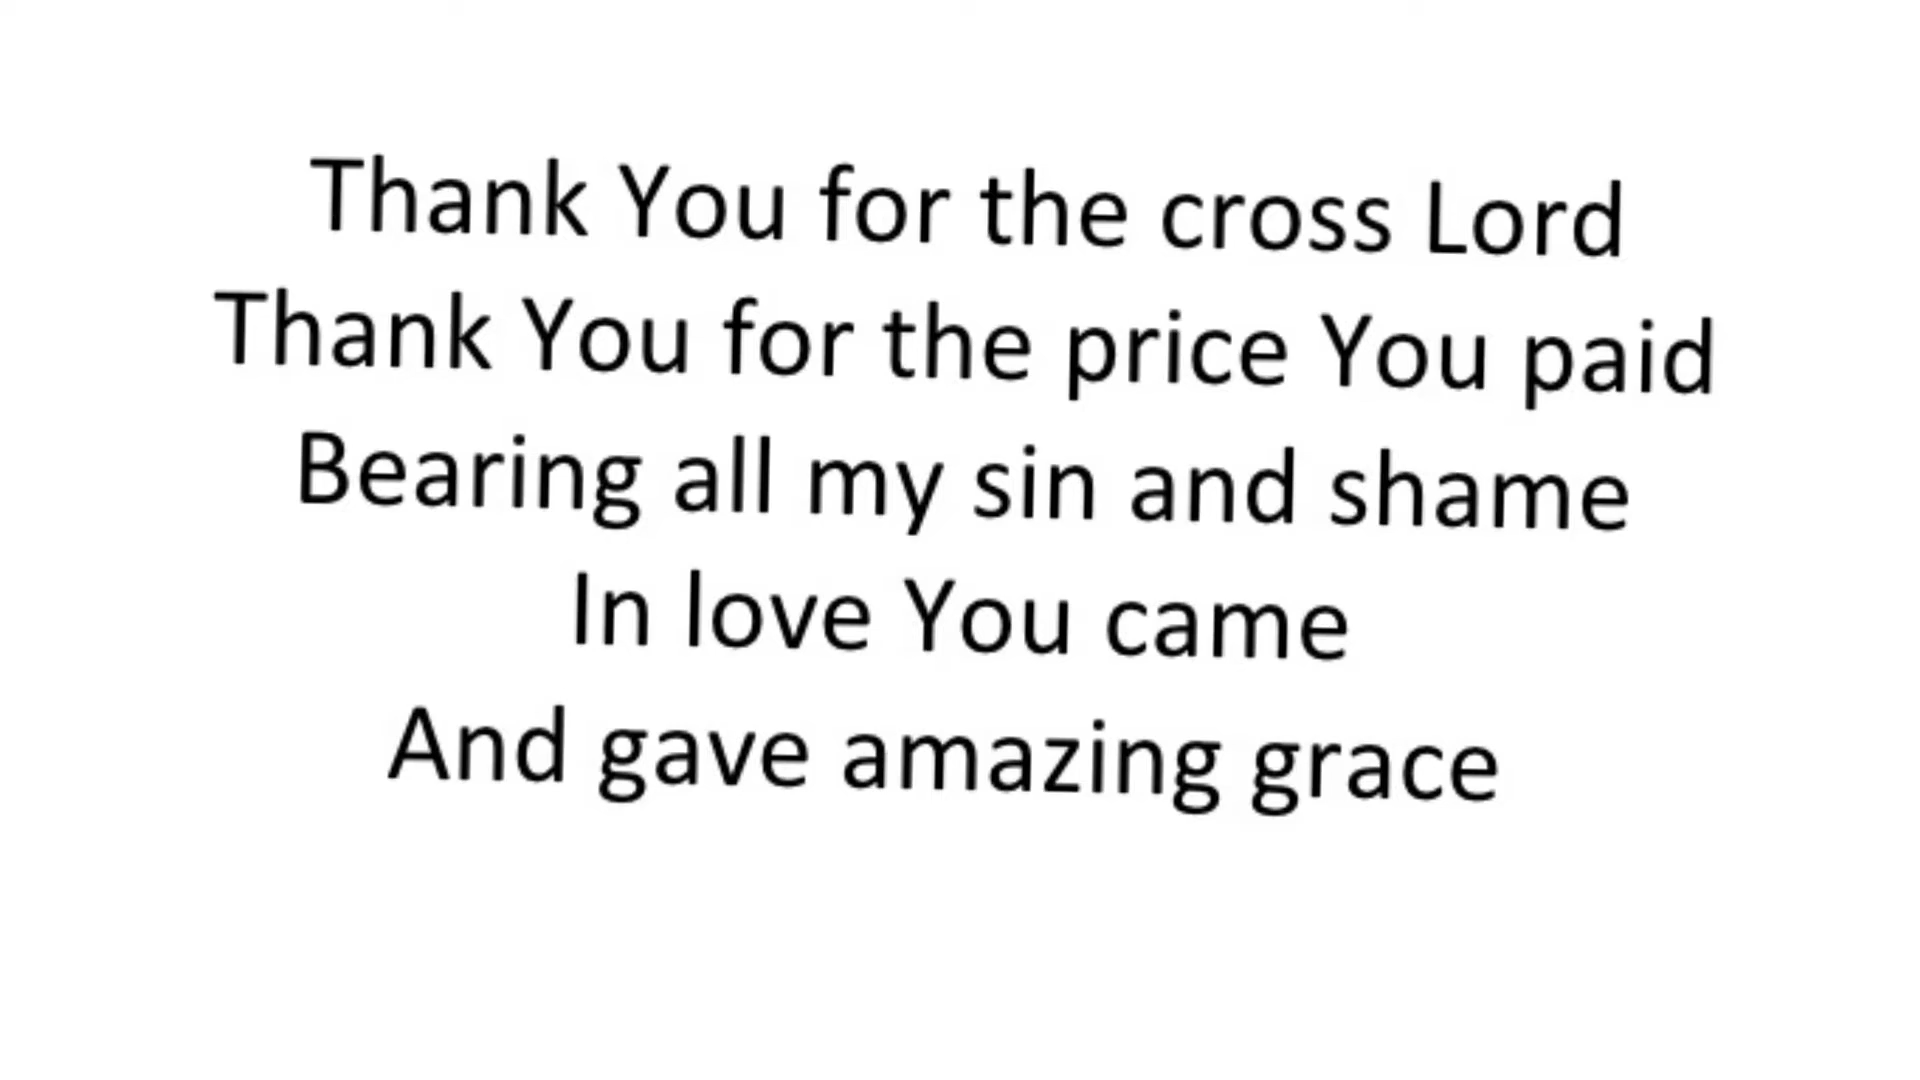 Thank You for the cross Lord
Thank You for the price You paid
Bearing all my sin and shame
In love You came
And gave amazing grace